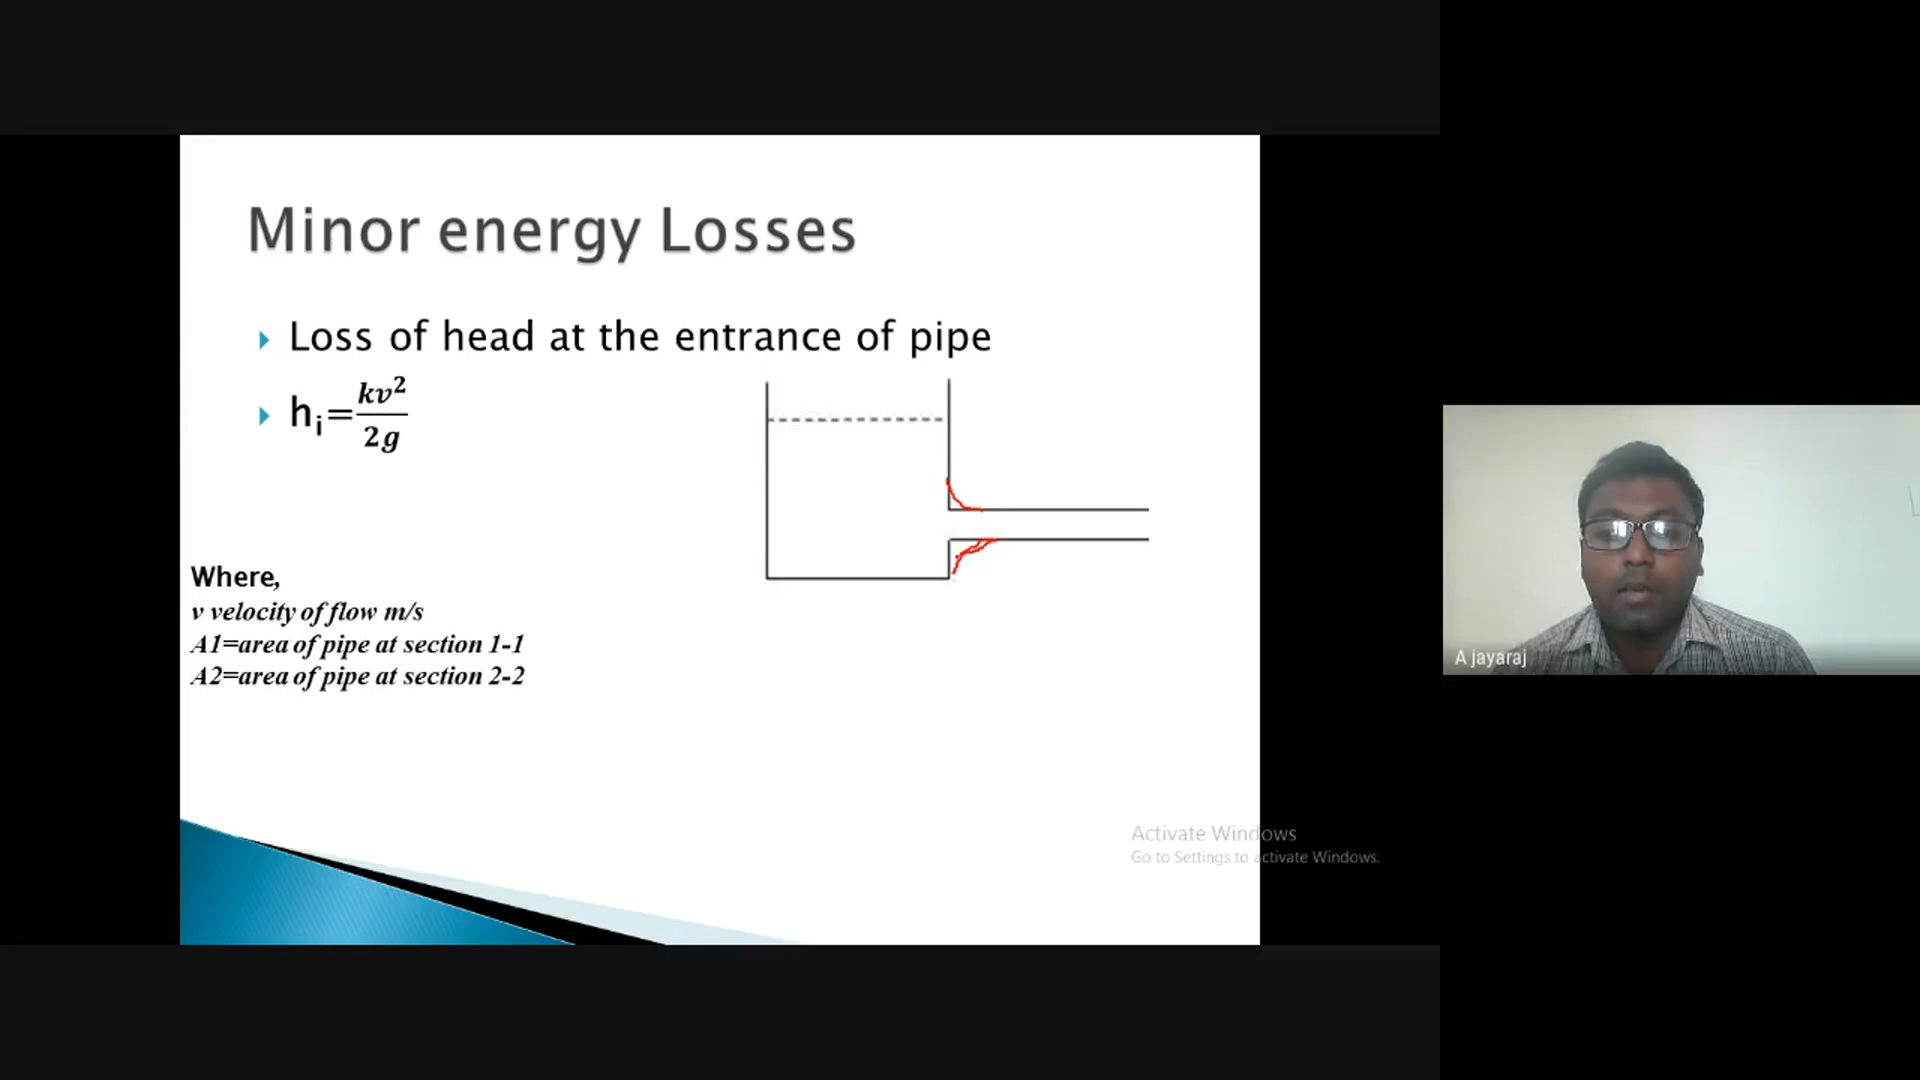 Minor energy Losses
Loss of head at the entrance of pipe
hᵢ=kv²/2g
Where,
v velocity of flow m/s
A1=area of pipe at section 1-1
A2=area of pipe at section 2-2
Activate Windows
Go to Settings to activate Windows.
A jayaraj